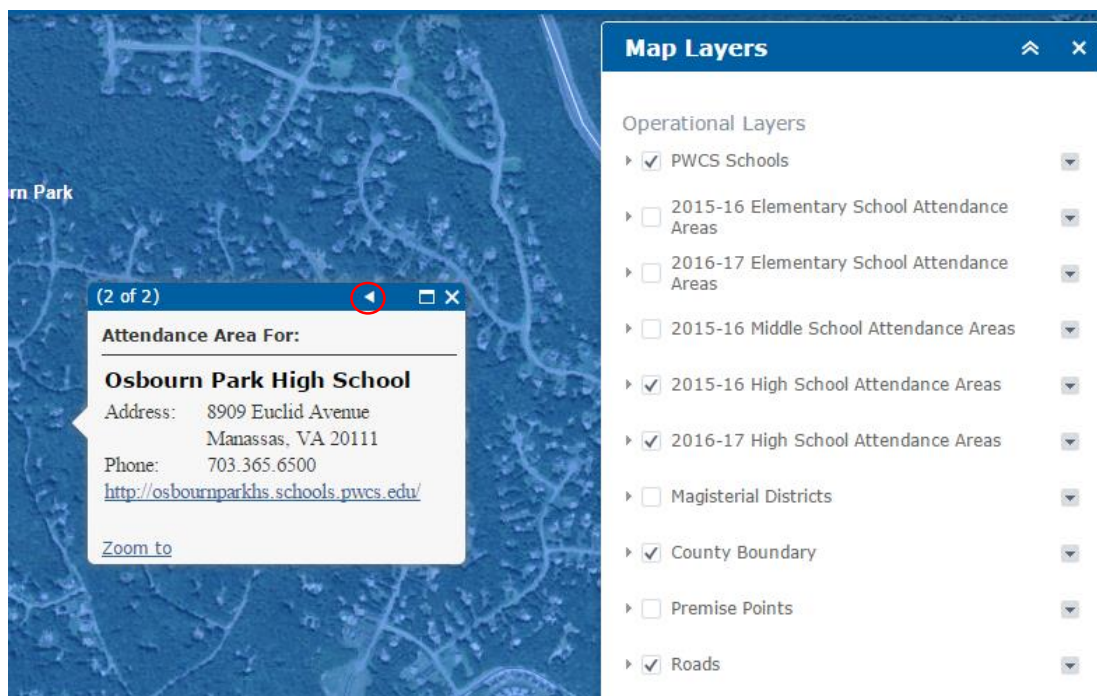 rn Park
(2 of 2)
Attendance Area For:
Osbourn Park High School
Address: 8909 Euclid Avenue
Manassas, VA 20111
Phone: 703.365.6500
http://osbournparkhs.schools.pwcs.edu/
Zoom to
Map Layers
Operational Layers
PWCS Schools
2015-16 Elementary School Attendance
Areas
2016-17 Elementary School Attendance
Areas
2015-16 Middle School Attendance Areas
2015-16 High School Attendance Areas
2016-17 High School Attendance Areas
Magisterial Districts
County Boundary
Premise Points
Roads